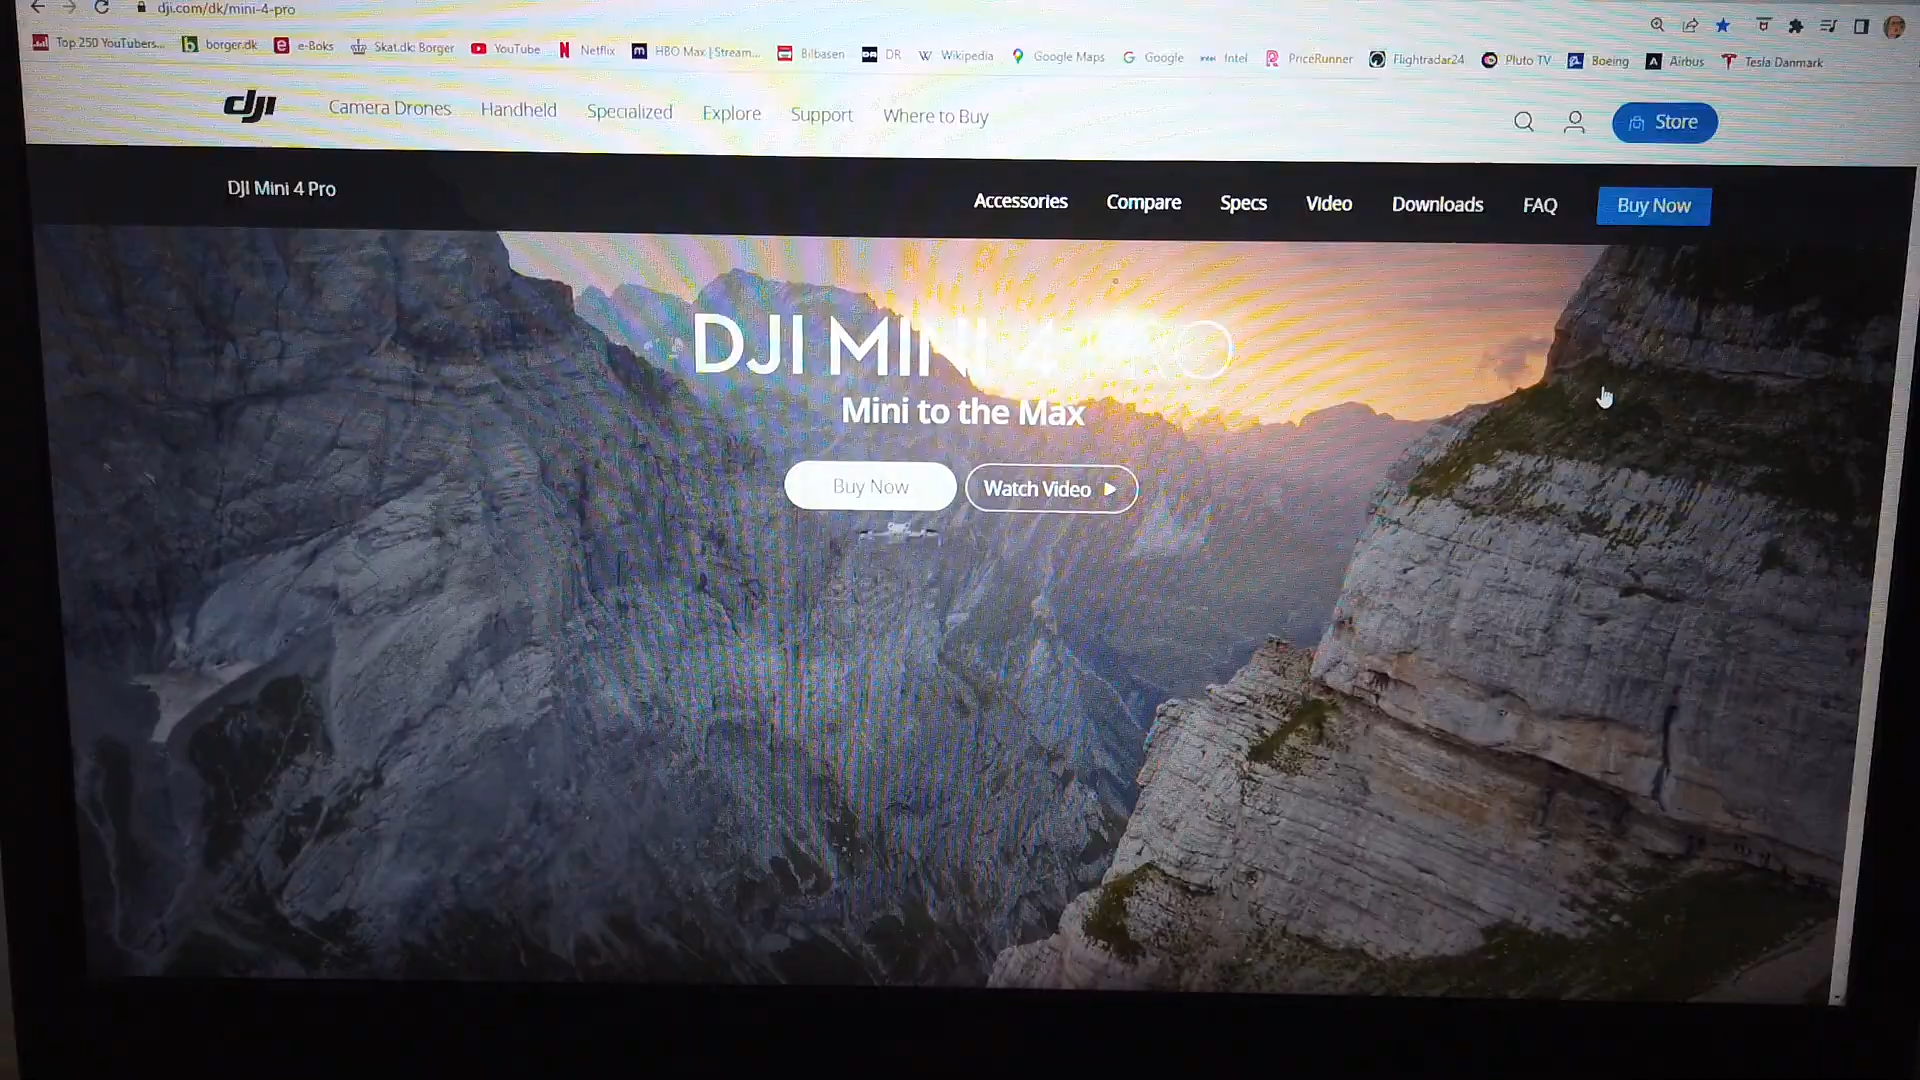 dji.com/dk/mini-4-pro
Top 250 YouTubers... borger.dk e-Boks Skat.dk: Borger YouTube Netflix HBO Max | Stream... Bilbasen DR Wikipedia Google Maps Google Intel PriceRunner Flightradar24 Pluto TV Boeing Airbus Tesla Danmark
dji Camera Drones Handheld Specialized Explore Support Where to Buy Store
DJI Mini 4 Pro Accessories Compare Specs Video Downloads FAQ Buy Now
DJI MINI 4 PRO
Mini to the Max
Buy Now Watch Video